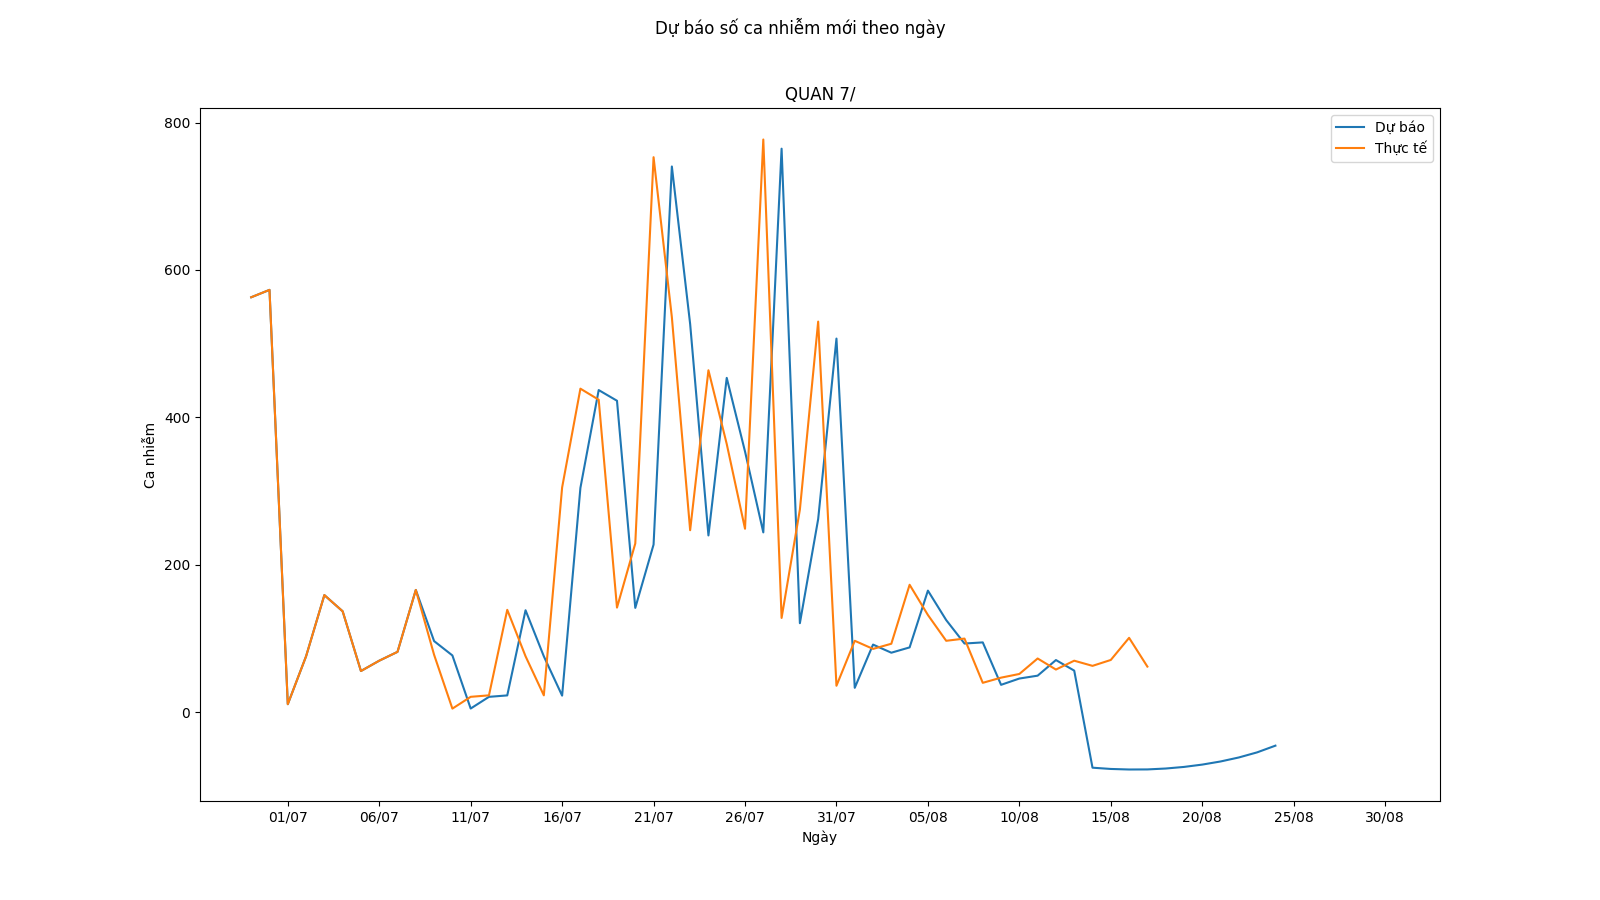 Dự báo số ca nhiễm mới theo ngày
QUAN 7/
Dự báo
Thực tế
800
600
400
200
0
Ca nhiễm
01/07 06/07 11/07 16/07 21/07 26/07 31/07 05/08 10/08 15/08 20/08 25/08 30/08
Ngày